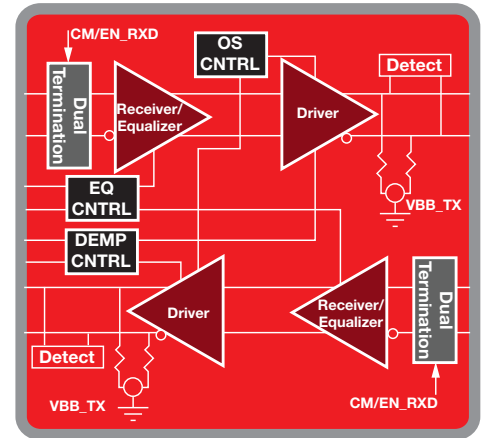 CM/EN_RXD
OS
CNTRL
Detect
Dual
Termination
Receiver/
Equalizer
Driver
EQ
CNTRL
VBB_TX
DEMP
CNTRL
Driver
Receiver/
Equalizer
Dual
Termination
Detect
VBB_TX
CM/EN_RXD